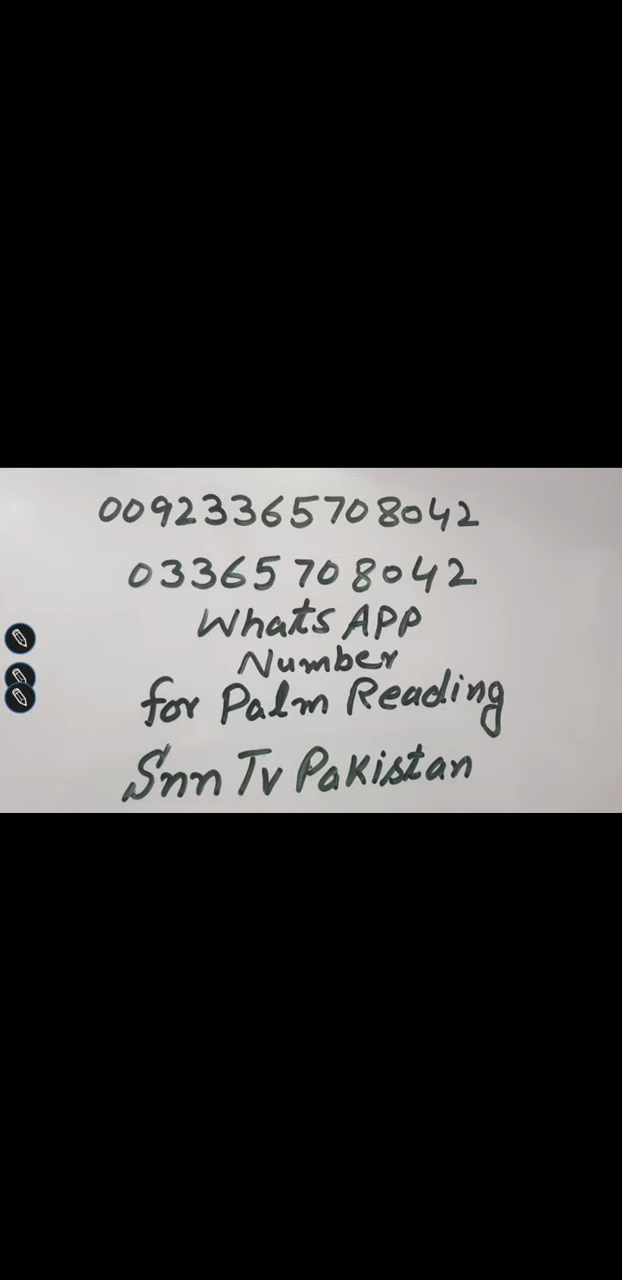 00923365708042
03365708042
Whats APP
Number
for Palm Reading
Snn Tv Pakistan